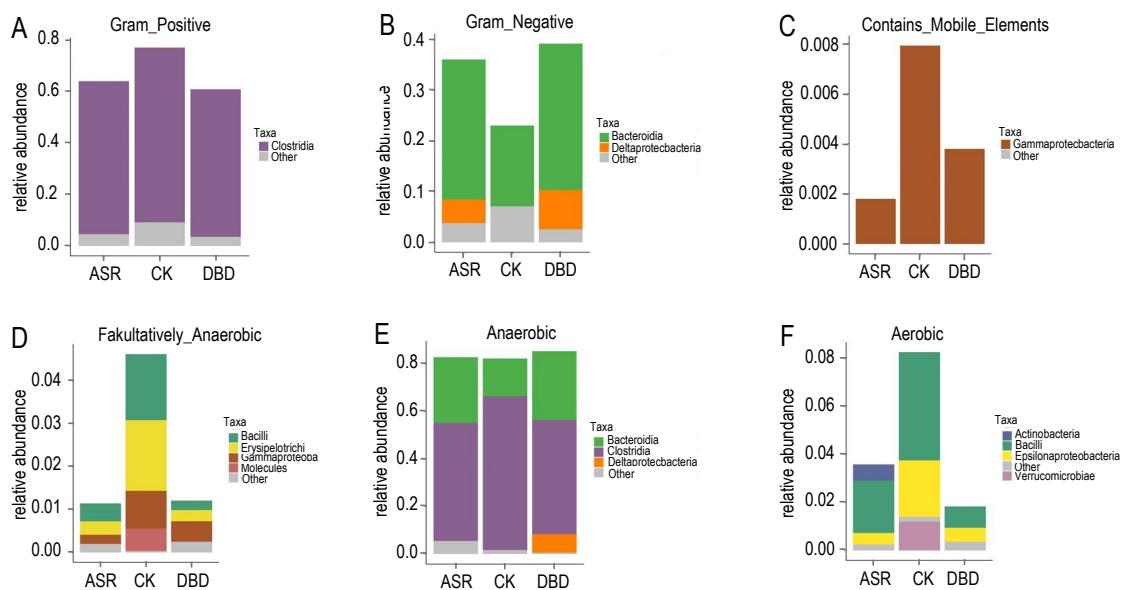 A
Gram_Positive
relative abundance
0.8
0.6
0.4
0.2
0.0
ASR CK DBD
Taxa
Clostridia
Other
B
Gram_Negative
relative abundance
0.4
0.3
0.2
0.1
0.0
ASR CK DBD
Taxa
Bacteroidia
Deltaprotecbacteria
Other
C
Contains_Mobile_Elements
relative abundance
0.008
0.006
0.004
0.002
0.000
ASR CK DBD
Taxa
Gammaprotecbacteria
Other
D
Fakultatively_Anaerobic
relative abundance
0.04
0.03
0.02
0.01
0.00
ASR CK DBD
Taxa
Bacilli
Erysipelotrichi
Gammaproteoba
Molecules
Other
E
Anaerobic
relative abundance
0.8
0.6
0.4
0.2
0.0
ASR CK DBD
Taxa
Bacteroidia
Clostridia
Deltaprotecbacteria
Other
F
Aerobic
relative abundance
0.08
0.06
0.04
0.02
0.00
ASR CK DBD
Taxa
Actinobacteria
Bacilli
Epsilonaproteobacteria
Other
Verrucomicrobiae